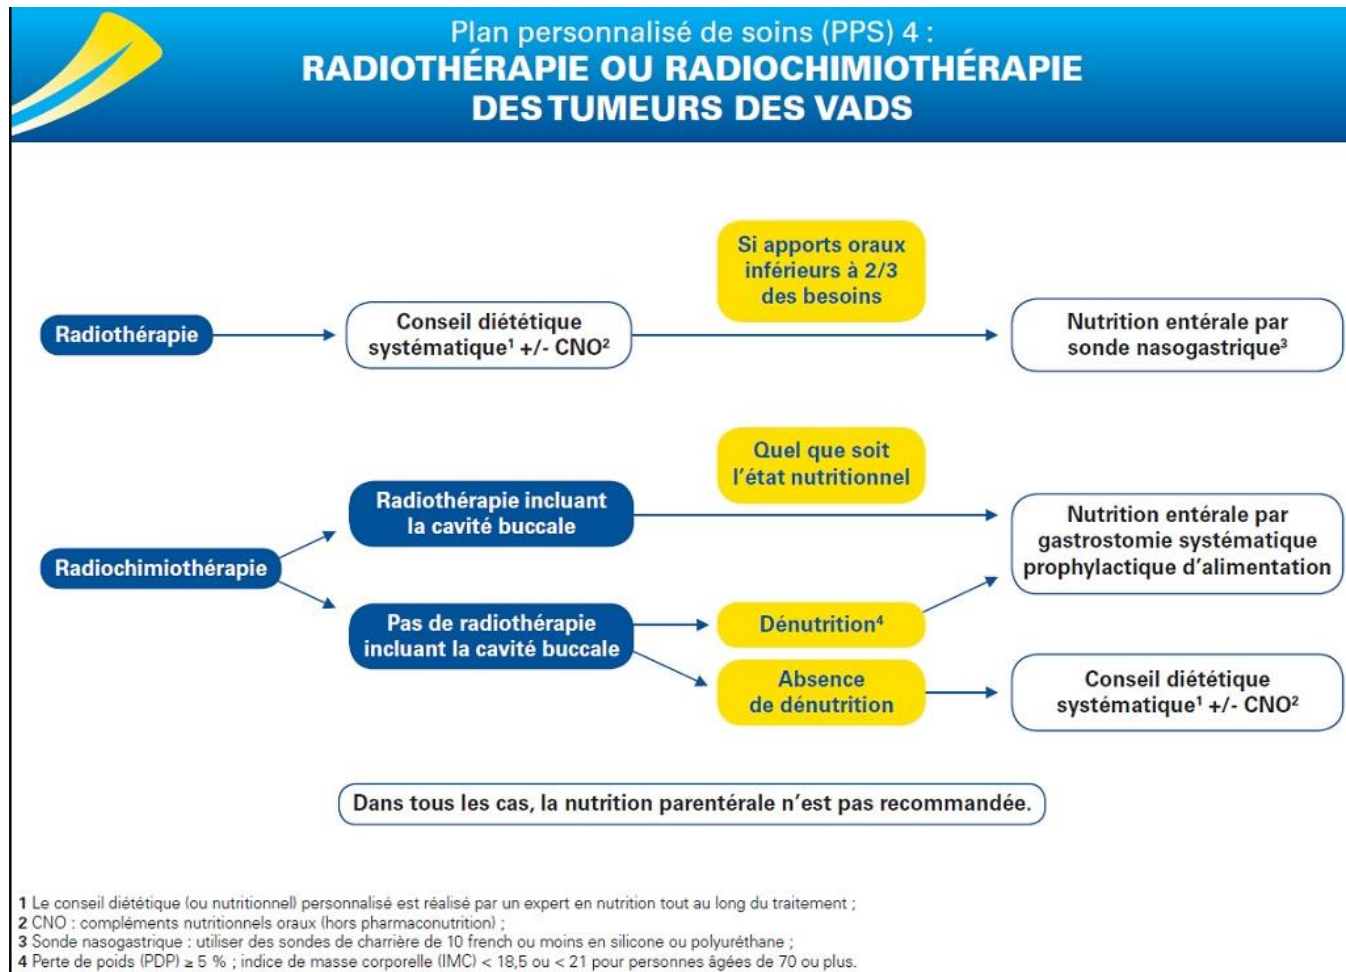 Plan personnalisé de soins (PPS) 4 :
RADIOTHÉRAPIE OU RADIOCHIMIOTHÉRAPIE
DES TUMEURS DES VADS
Si apports oraux
inférieurs à 2/3
des besoins
Radiothérapie
Conseil diététique
systématique¹ +/- CNO²
Nutrition entérale par
sonde nasogastrique³
Quel que soit
l'état nutritionnel
Radiothérapie incluant
la cavité buccale
Nutrition entérale par
gastrostomie systématique
prophylactique d'alimentation
Radiochimiothérapie
Pas de radiothérapie
incluant la cavité buccale
Dénutrition⁴
Absence
de dénutrition
Conseil diététique
systématique¹ +/- CNO²
Dans tous les cas, la nutrition parentérale n'est pas recommandée.
1 Le conseil diététique (ou nutritionnel) personnalisé est réalisé par un expert en nutrition tout au long du traitement ;
2 CNO : compléments nutritionnels oraux (hors pharmaconutrition) ;
3 Sonde nasogastrique : utiliser des sondes de charrière de 10 french ou moins en silicone ou polyuréthane ;
4 Perte de poids (PDP) ≥ 5 % ; indice de masse corporelle (IMC) < 18,5 ou < 21 pour personnes âgées de 70 ou plus.